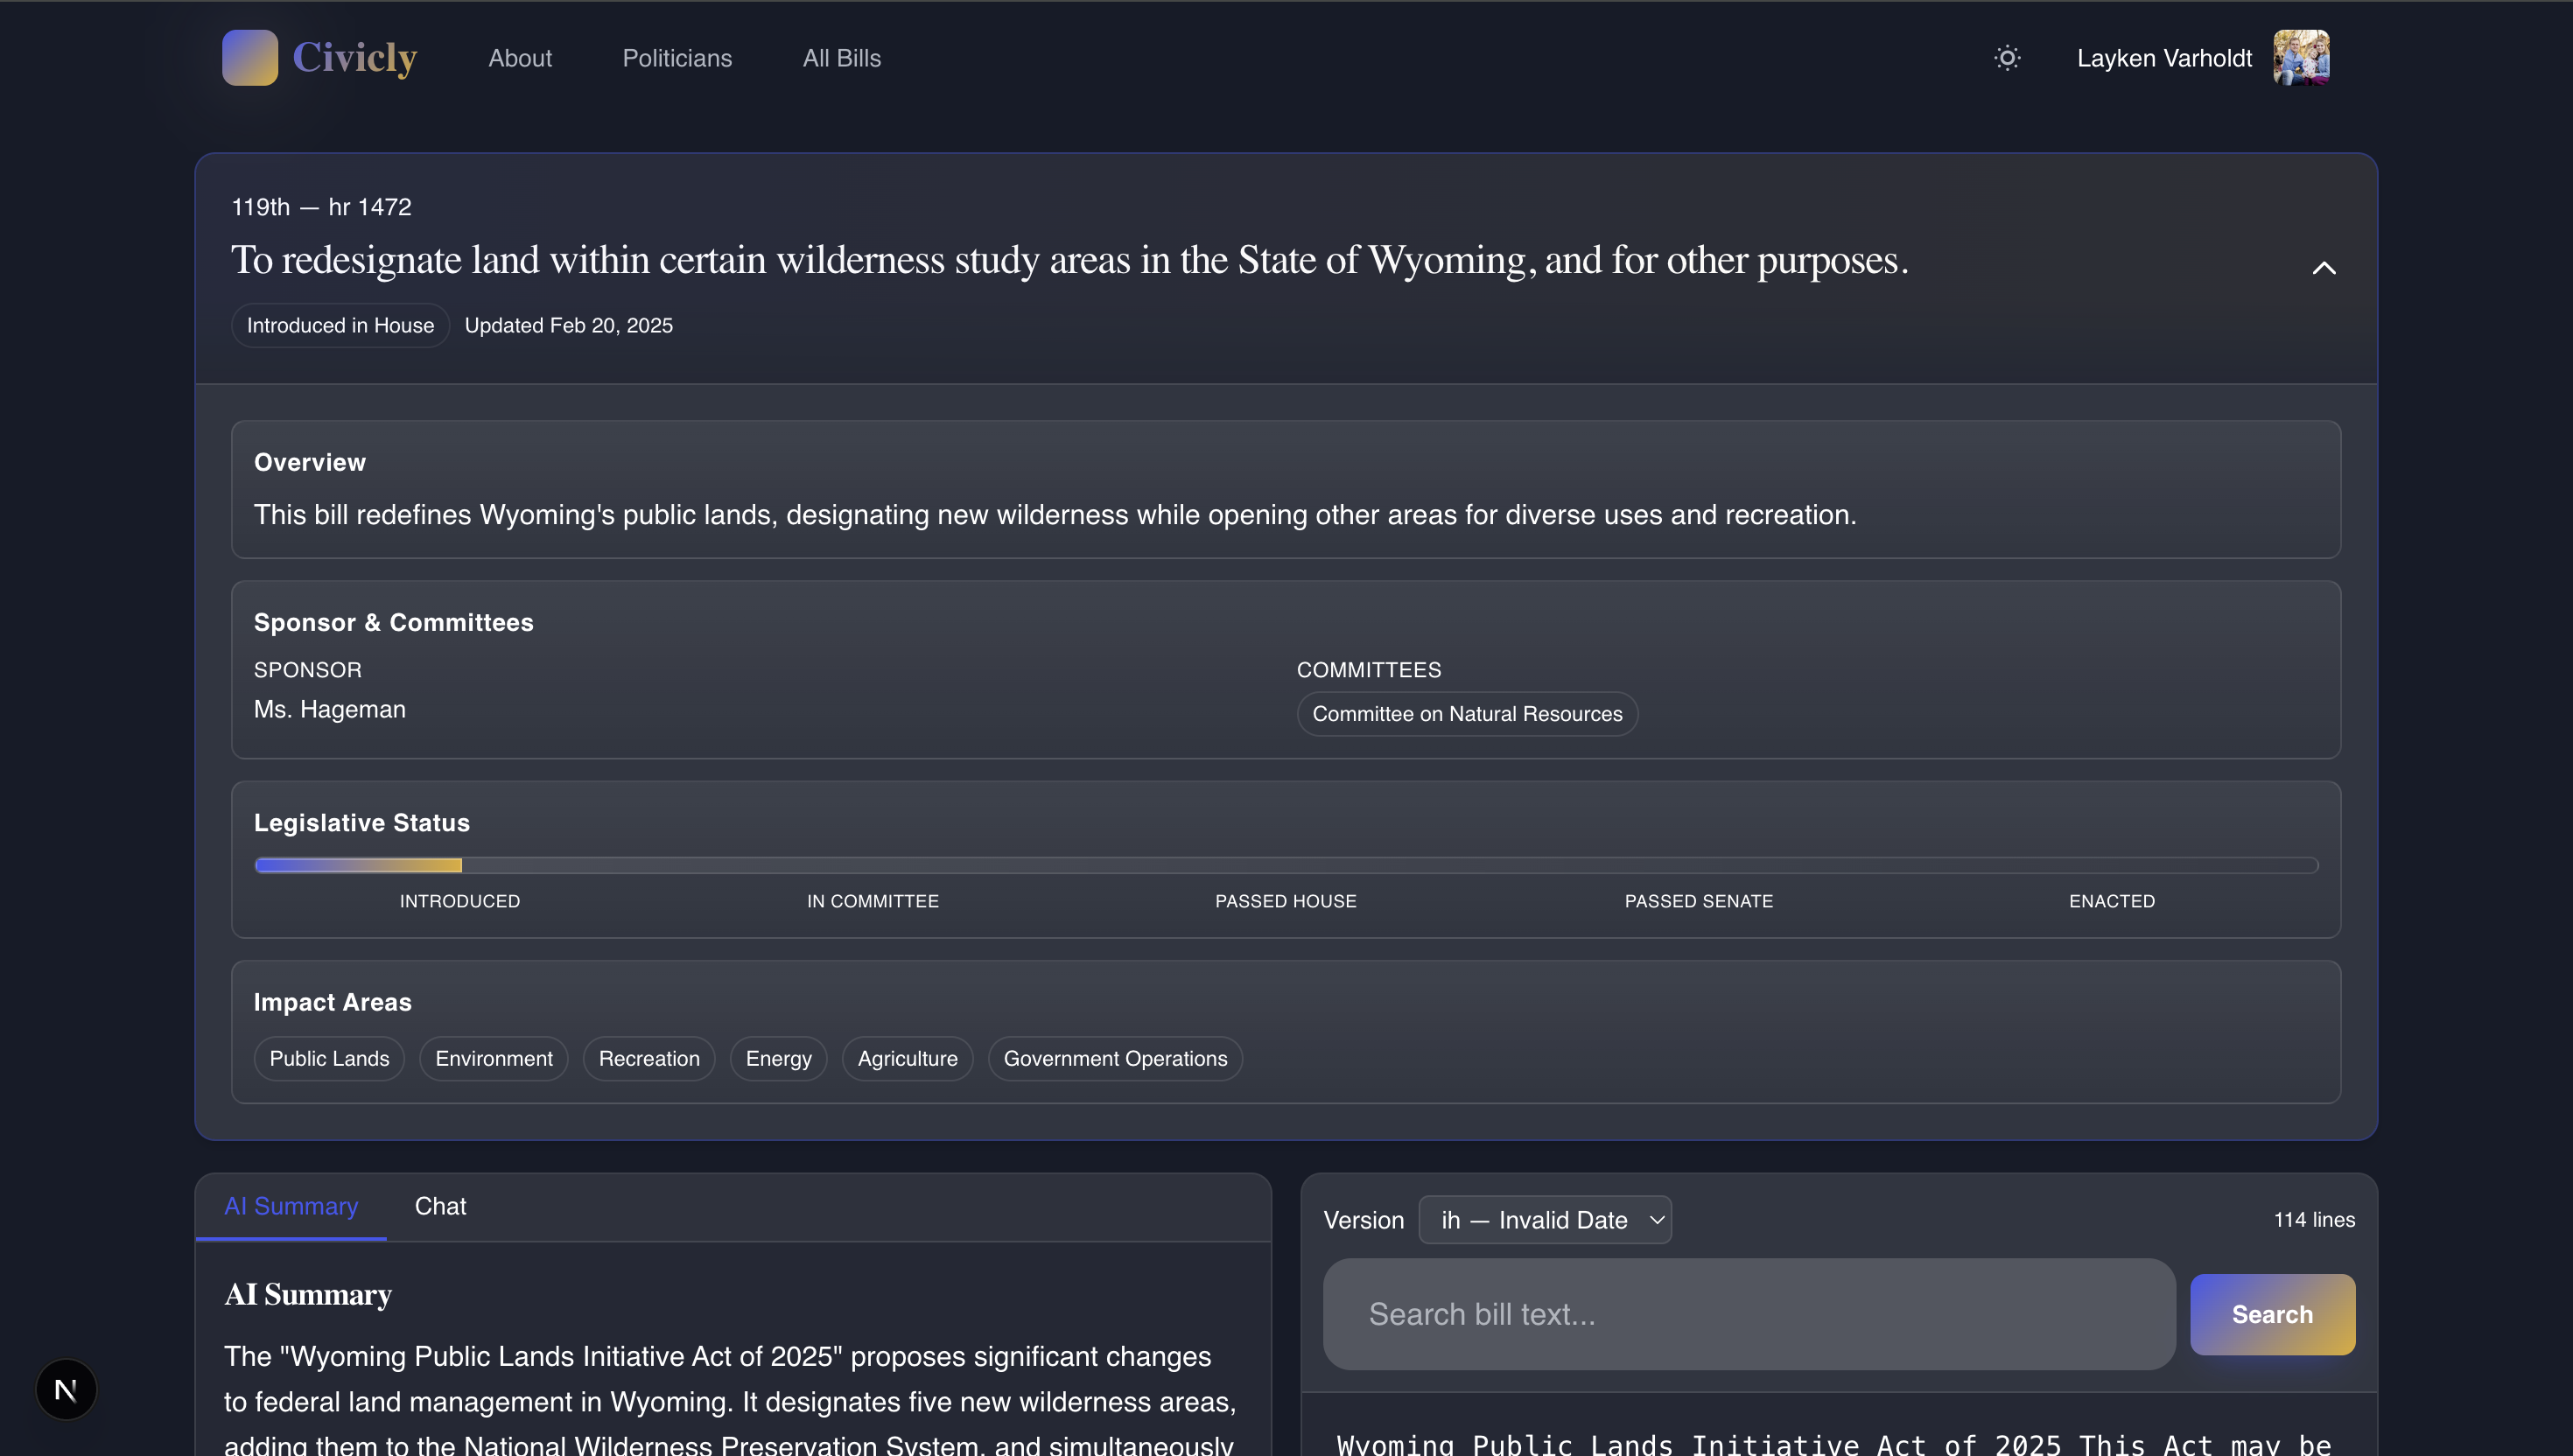 Civicly
About
Politicians
All Bills
Layken Varholdt
119th — hr 1472
To redesignate land within certain wilderness study areas in the State of Wyoming, and for other purposes.
Introduced in House
Updated Feb 20, 2025
Overview
This bill redefines Wyoming's public lands, designating new wilderness while opening other areas for diverse uses and recreation.
Sponsor & Committees
SPONSOR
Ms. Hageman
COMMITTEES
Committee on Natural Resources
Legislative Status
INTRODUCED
IN COMMITTEE
PASSED HOUSE
PASSED SENATE
ENACTED
Impact Areas
Public Lands
Environment
Recreation
Energy
Agriculture
Government Operations
AI Summary
Chat
AI Summary
The "Wyoming Public Lands Initiative Act of 2025" proposes significant changes
to federal land management in Wyoming. It designates five new wilderness areas,
adding them to the National Wilderness Preservation System, and simultaneously
Version
ih — Invalid Date
114 lines
Search bill text...
Search
Wyoming Public Lands Initiative Act of 2025 This Act may be
N